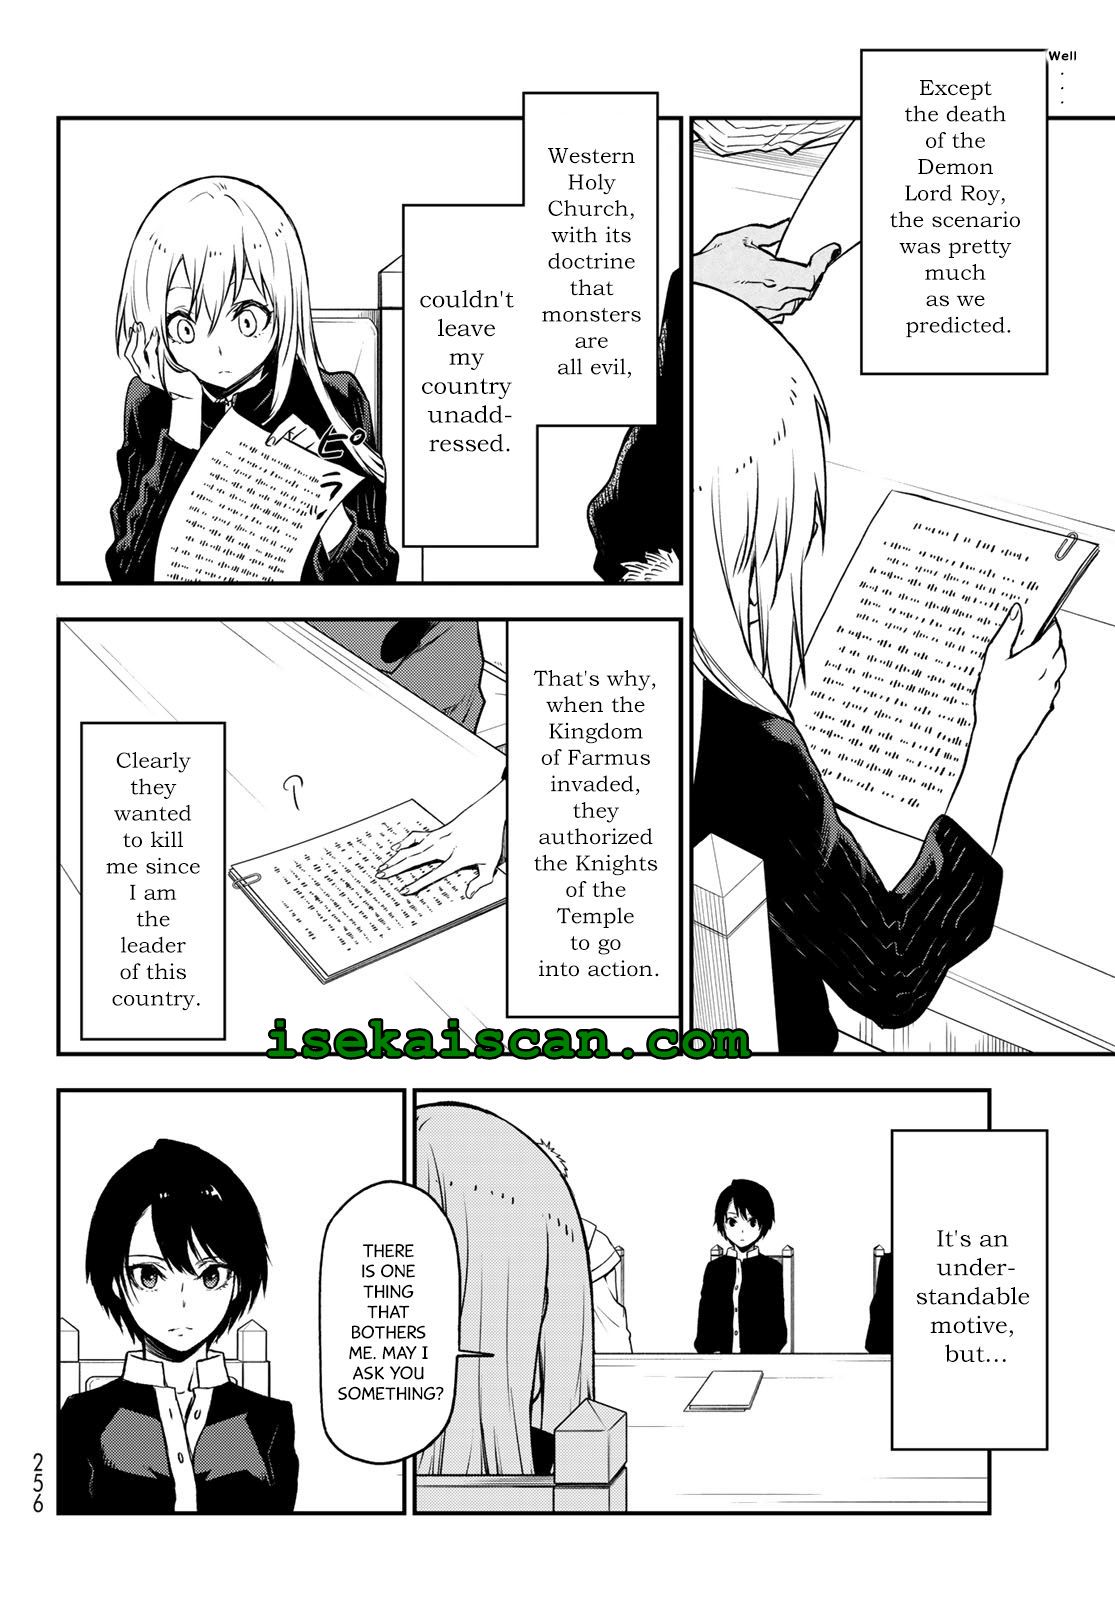 Well
...
Except
the death
of the
Demon
Lord Roy,
the scenario
was pretty
much
as we
predicted.
Western
Holy
Church,
with its
doctrine
that
monsters
are
all evil,
couldn't
leave
my
country
unadd-
ressed.
ピラ
That's why,
when the
Kingdom
of Farmus
invaded,
they
authorized
the Knights
of the
Temple
to go
into action.
Clearly
they
wanted
to kill
me since
I am
the
leader
of this
country.
isekaiscan.com
It's an
under-
standable
motive,
but...
THERE
IS ONE
THING
THAT
BOTHERS
ME. MAY I
ASK YOU
SOMETHING?
256